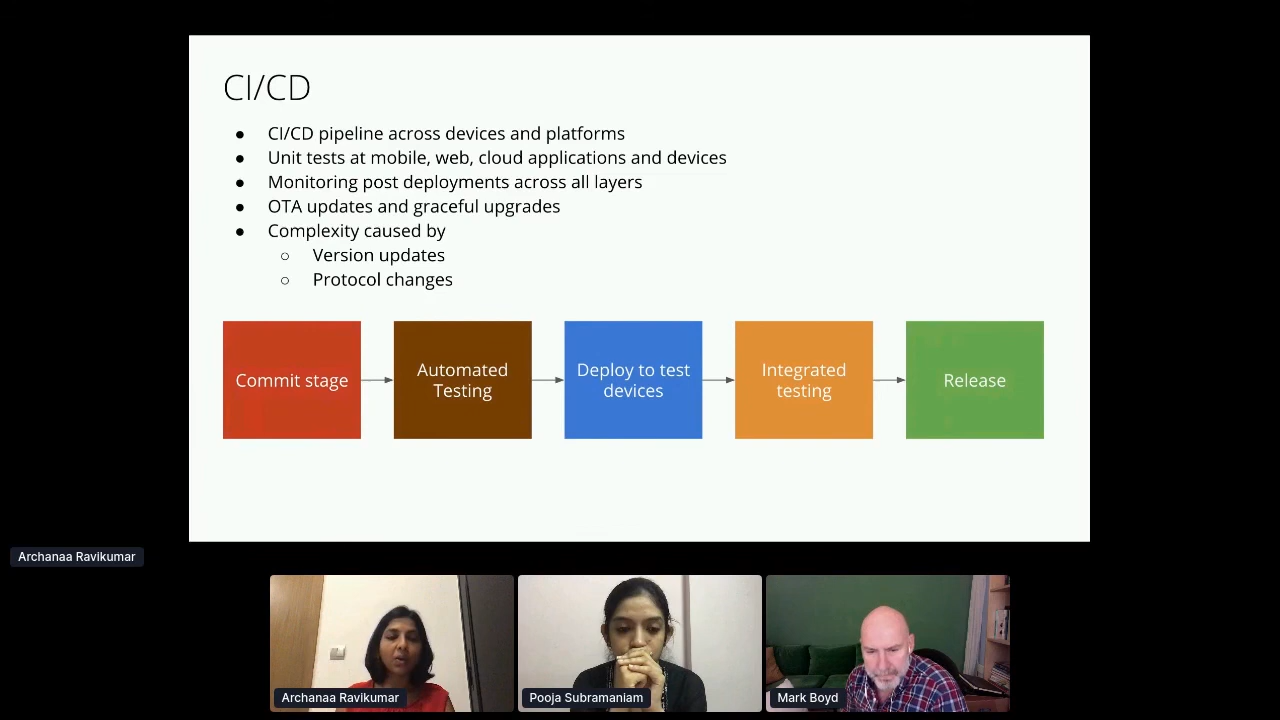 CI/CD
● CI/CD pipeline across devices and platforms
● Unit tests at mobile, web, cloud applications and devices
● Monitoring post deployments across all layers
● OTA updates and graceful upgrades
● Complexity caused by
○ Version updates
○ Protocol changes
Commit stage
Automated
Testing
Deploy to test
devices
Integrated
testing
Release
Archanaa Ravikumar
Archanaa Ravikumar
Pooja Subramaniam
Mark Boyd